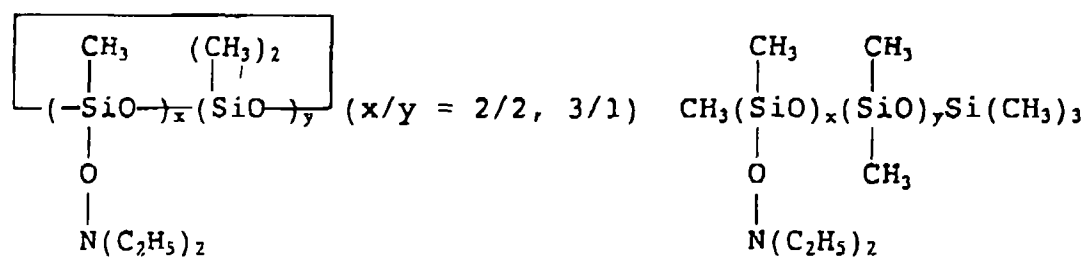 CH₃ (CH₃)₂ CH₃ CH₃
(-SiO-)ₓ(SiO-)ᵧ (x/y = 2/2, 3/1) CH₃(SiO)ₓ(SiO)ᵧSi(CH₃)₃
O O CH₃
N(C₂H₅)₂ N(C₂H₅)₂